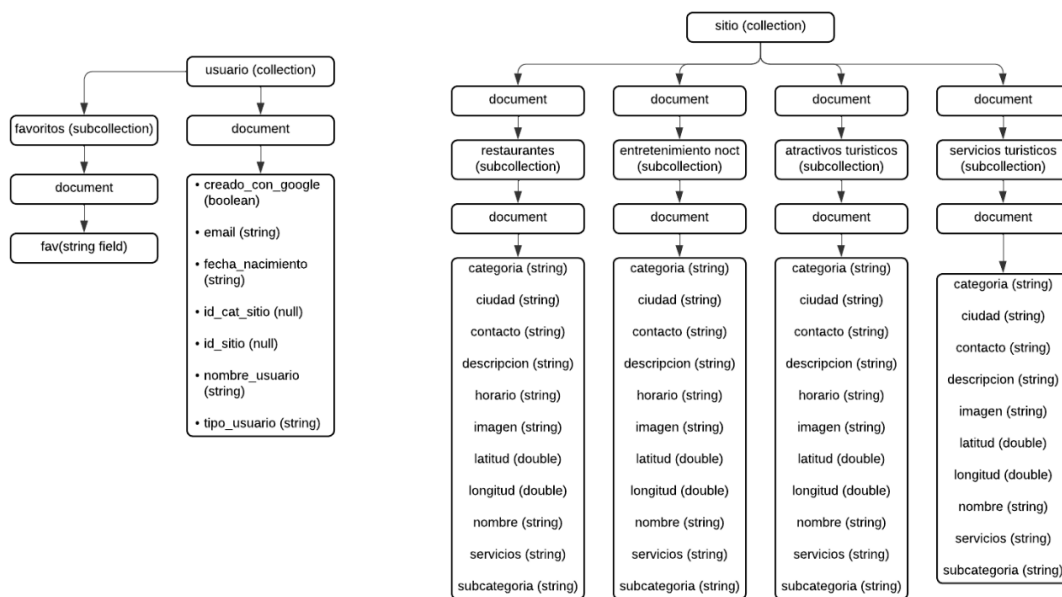 usuario (collection)
favoritos (subcollection)
document
fav(string field)
document
• creado_con_google
(boolean)
• email (string)
• fecha_nacimiento
(string)
• id_cat_sitio (null)
• id_sitio (null)
• nombre_usuario
(string)
• tipo_usuario (string)
sitio (collection)
document
restaurantes
(subcollection)
document
categoria (string)
ciudad (string)
contacto (string)
descripcion (string)
horario (string)
imagen (string)
latitud (double)
longitud (double)
nombre (string)
servicios (string)
subcategoria (string)
document
entretenimiento noct
(subcollection)
document
categoria (string)
ciudad (string)
contacto (string)
descripcion (string)
horario (string)
imagen (string)
latitud (double)
longitud (double)
nombre (string)
servicios (string)
subcategoria (string)
document
atractivos turisticos
(subcollection)
document
categoria (string)
ciudad (string)
contacto (string)
descripcion (string)
horario (string)
imagen (string)
latitud (double)
longitud (double)
nombre (string)
servicios (string)
subcategoria (string)
document
servicios turisticos
(subcollection)
document
categoria (string)
ciudad (string)
contacto (string)
descripcion (string)
imagen (string)
latitud (double)
longitud (double)
nombre (string)
servicios (string)
subcategoria (string)